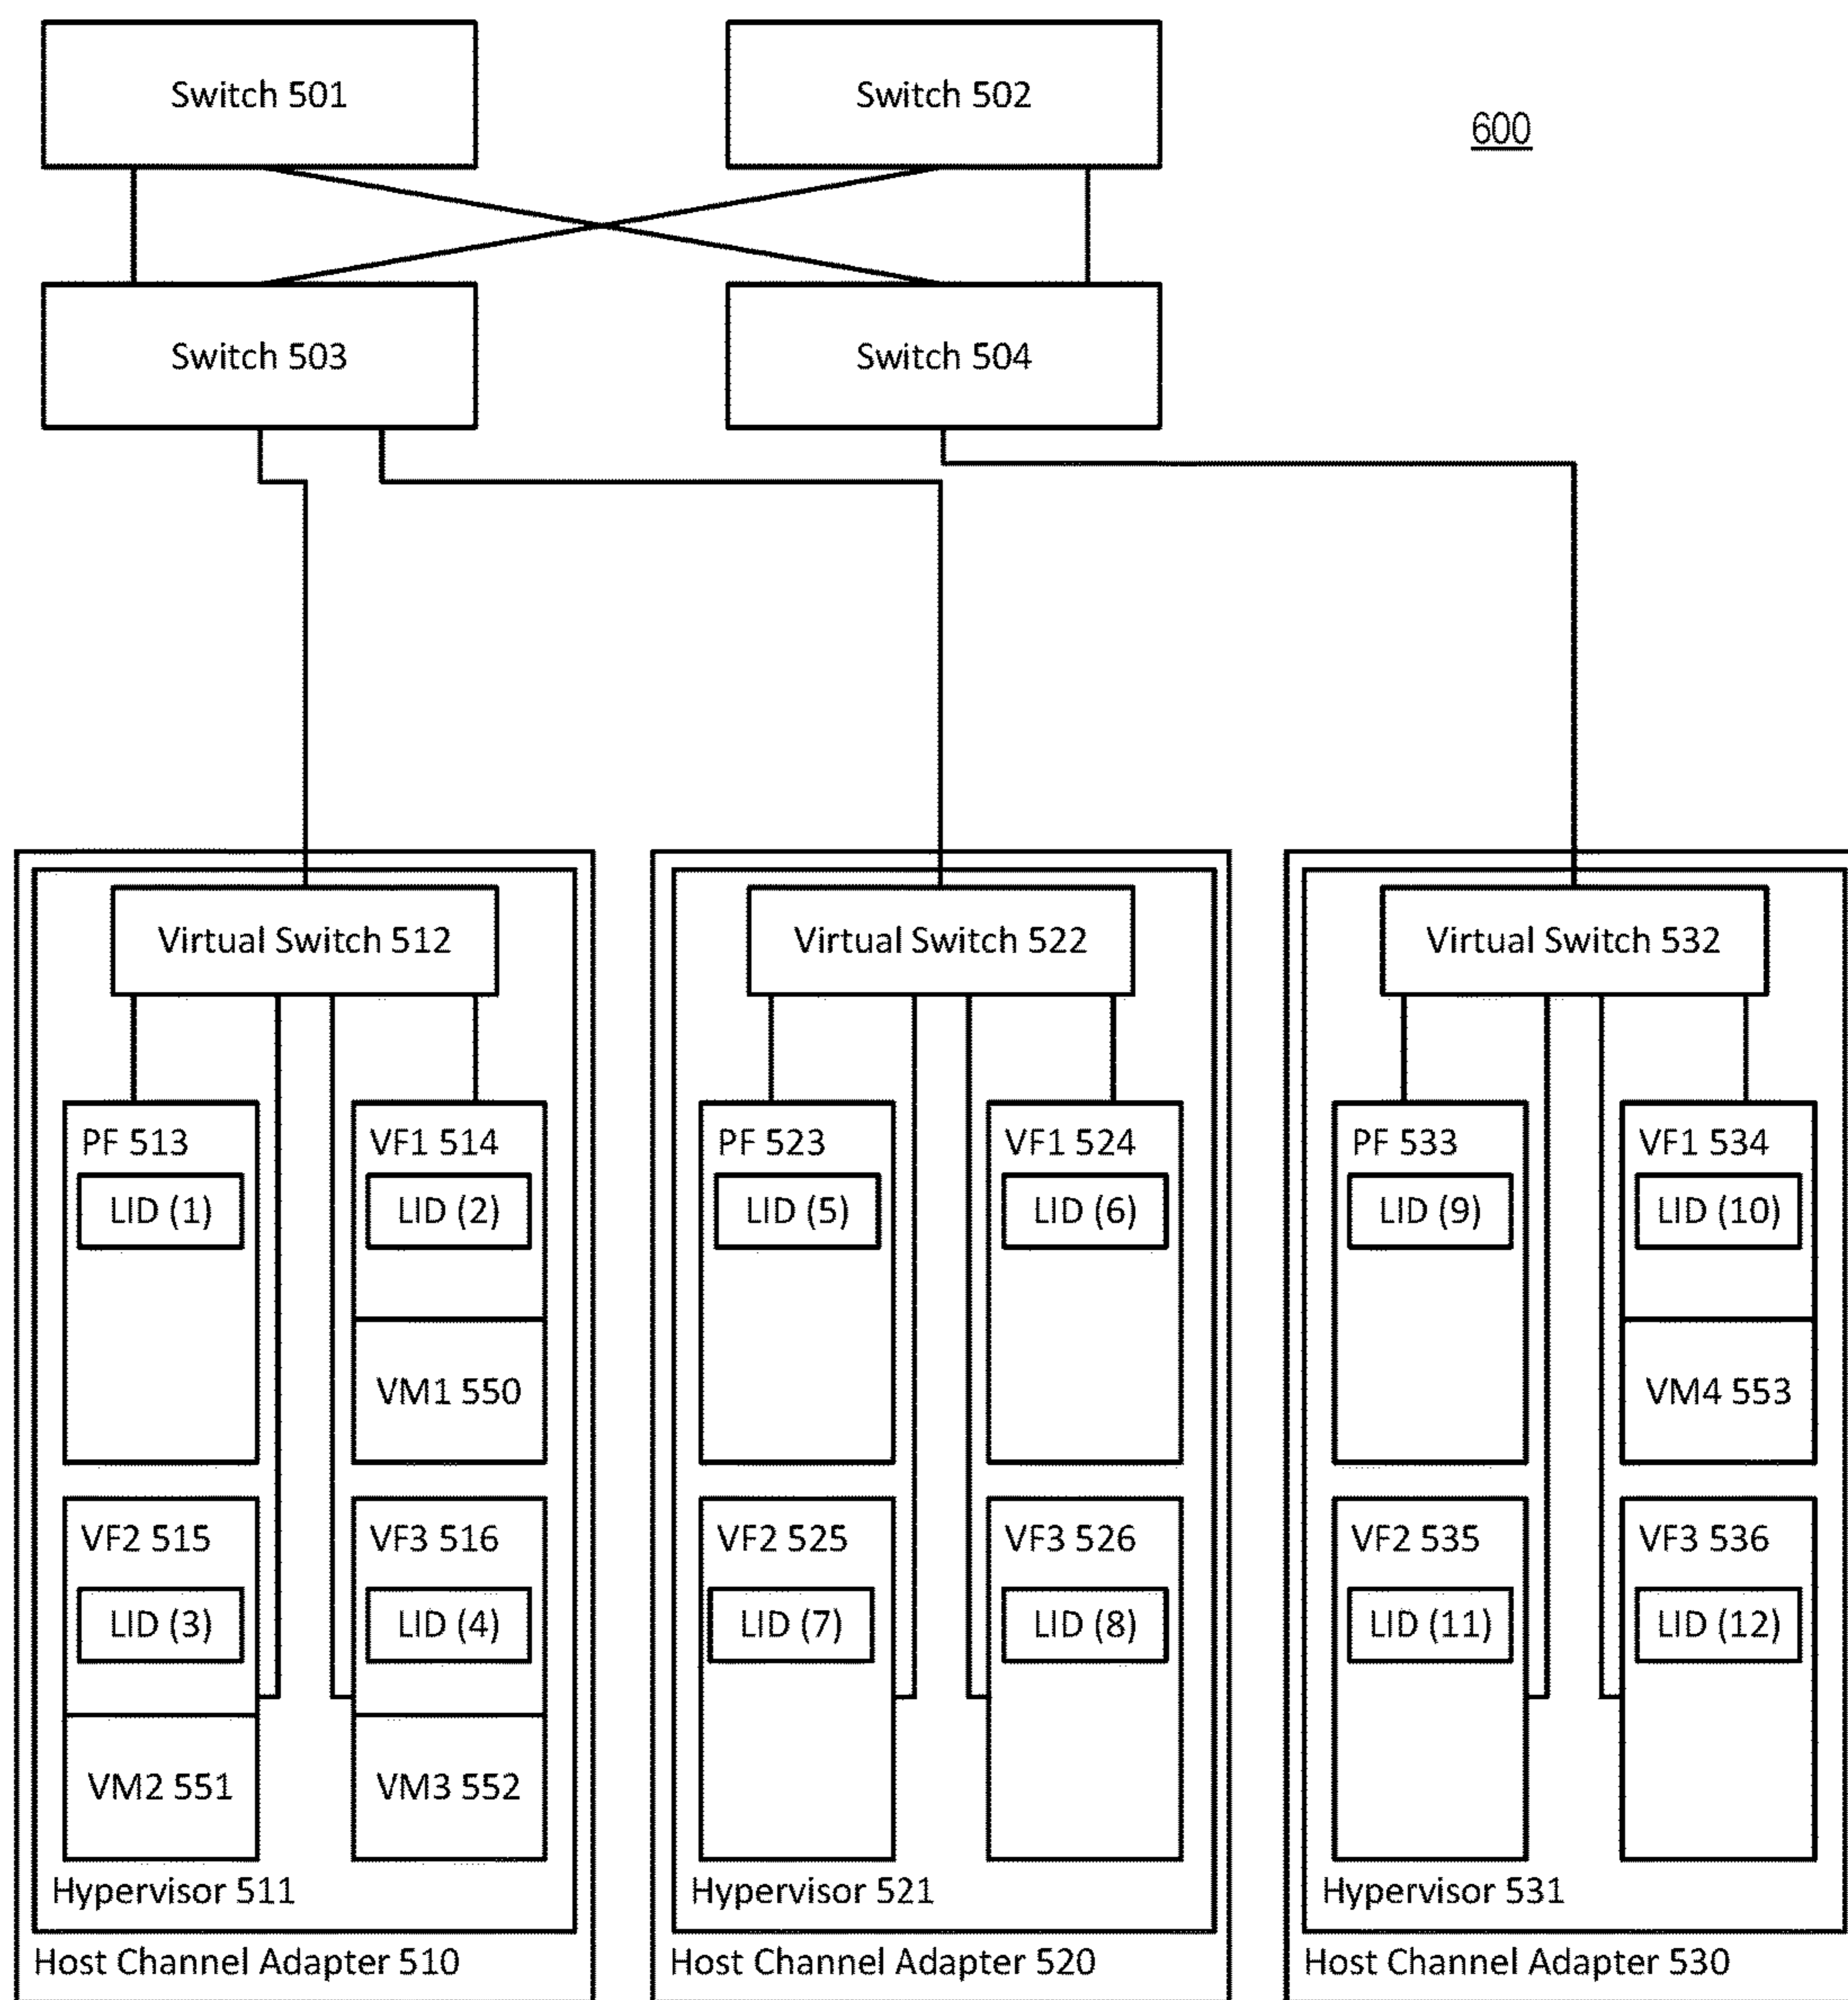 Switch 501
Switch 502
600
Switch 503
Switch 504
Virtual Switch 512
Virtual Switch 522
Virtual Switch 532
PF 513
LID (1)
VF1 514
LID (2)
VM1 550
VF2 515
LID (3)
VM2 551
VF3 516
LID (4)
VM3 552
Hypervisor 511
Host Channel Adapter 510
PF 523
LID (5)
VF1 524
LID (6)
VF2 525
LID (7)
VF3 526
LID (8)
Hypervisor 521
Host Channel Adapter 520
PF 533
LID (9)
VF1 534
LID (10)
VM4 553
VF2 535
LID (11)
VF3 536
LID (12)
Hypervisor 531
Host Channel Adapter 530